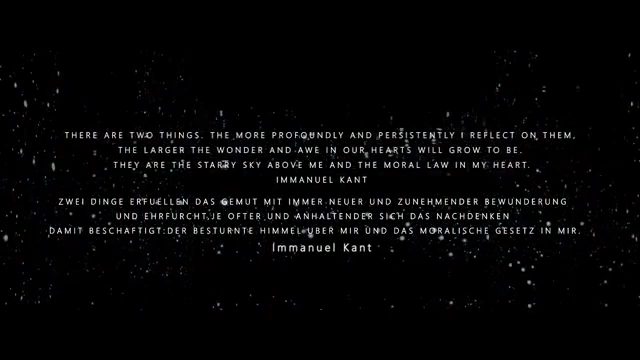 THERE ARE TWO THINGS. THE MORE PROFOUNDLY AND PERSISTENTLY I REFLECT ON THEM,
THE LARGER THE WONDER AND AWE IN OUR HEARTS WILL GROW TO BE.
THEY ARE THE STARRY SKY ABOVE ME AND THE MORAL LAW IN MY HEART.
IMMANUEL KANT
ZWEI DINGE ERFUELLEN DAS GEMUT MIT IMMER NEUER UND ZUNEHMENDER BEWUNDERUNG
UND EHRFURCHT,JE OFTER UND ANHALTENDER SICH DAS NACHDENKEN
DAMIT BESCHAFTIGT:DER BESTURNTE HIMMEL UBER MIR UND DAS MORALISCHE GESETZ IN MIR.
Immanuel Kant